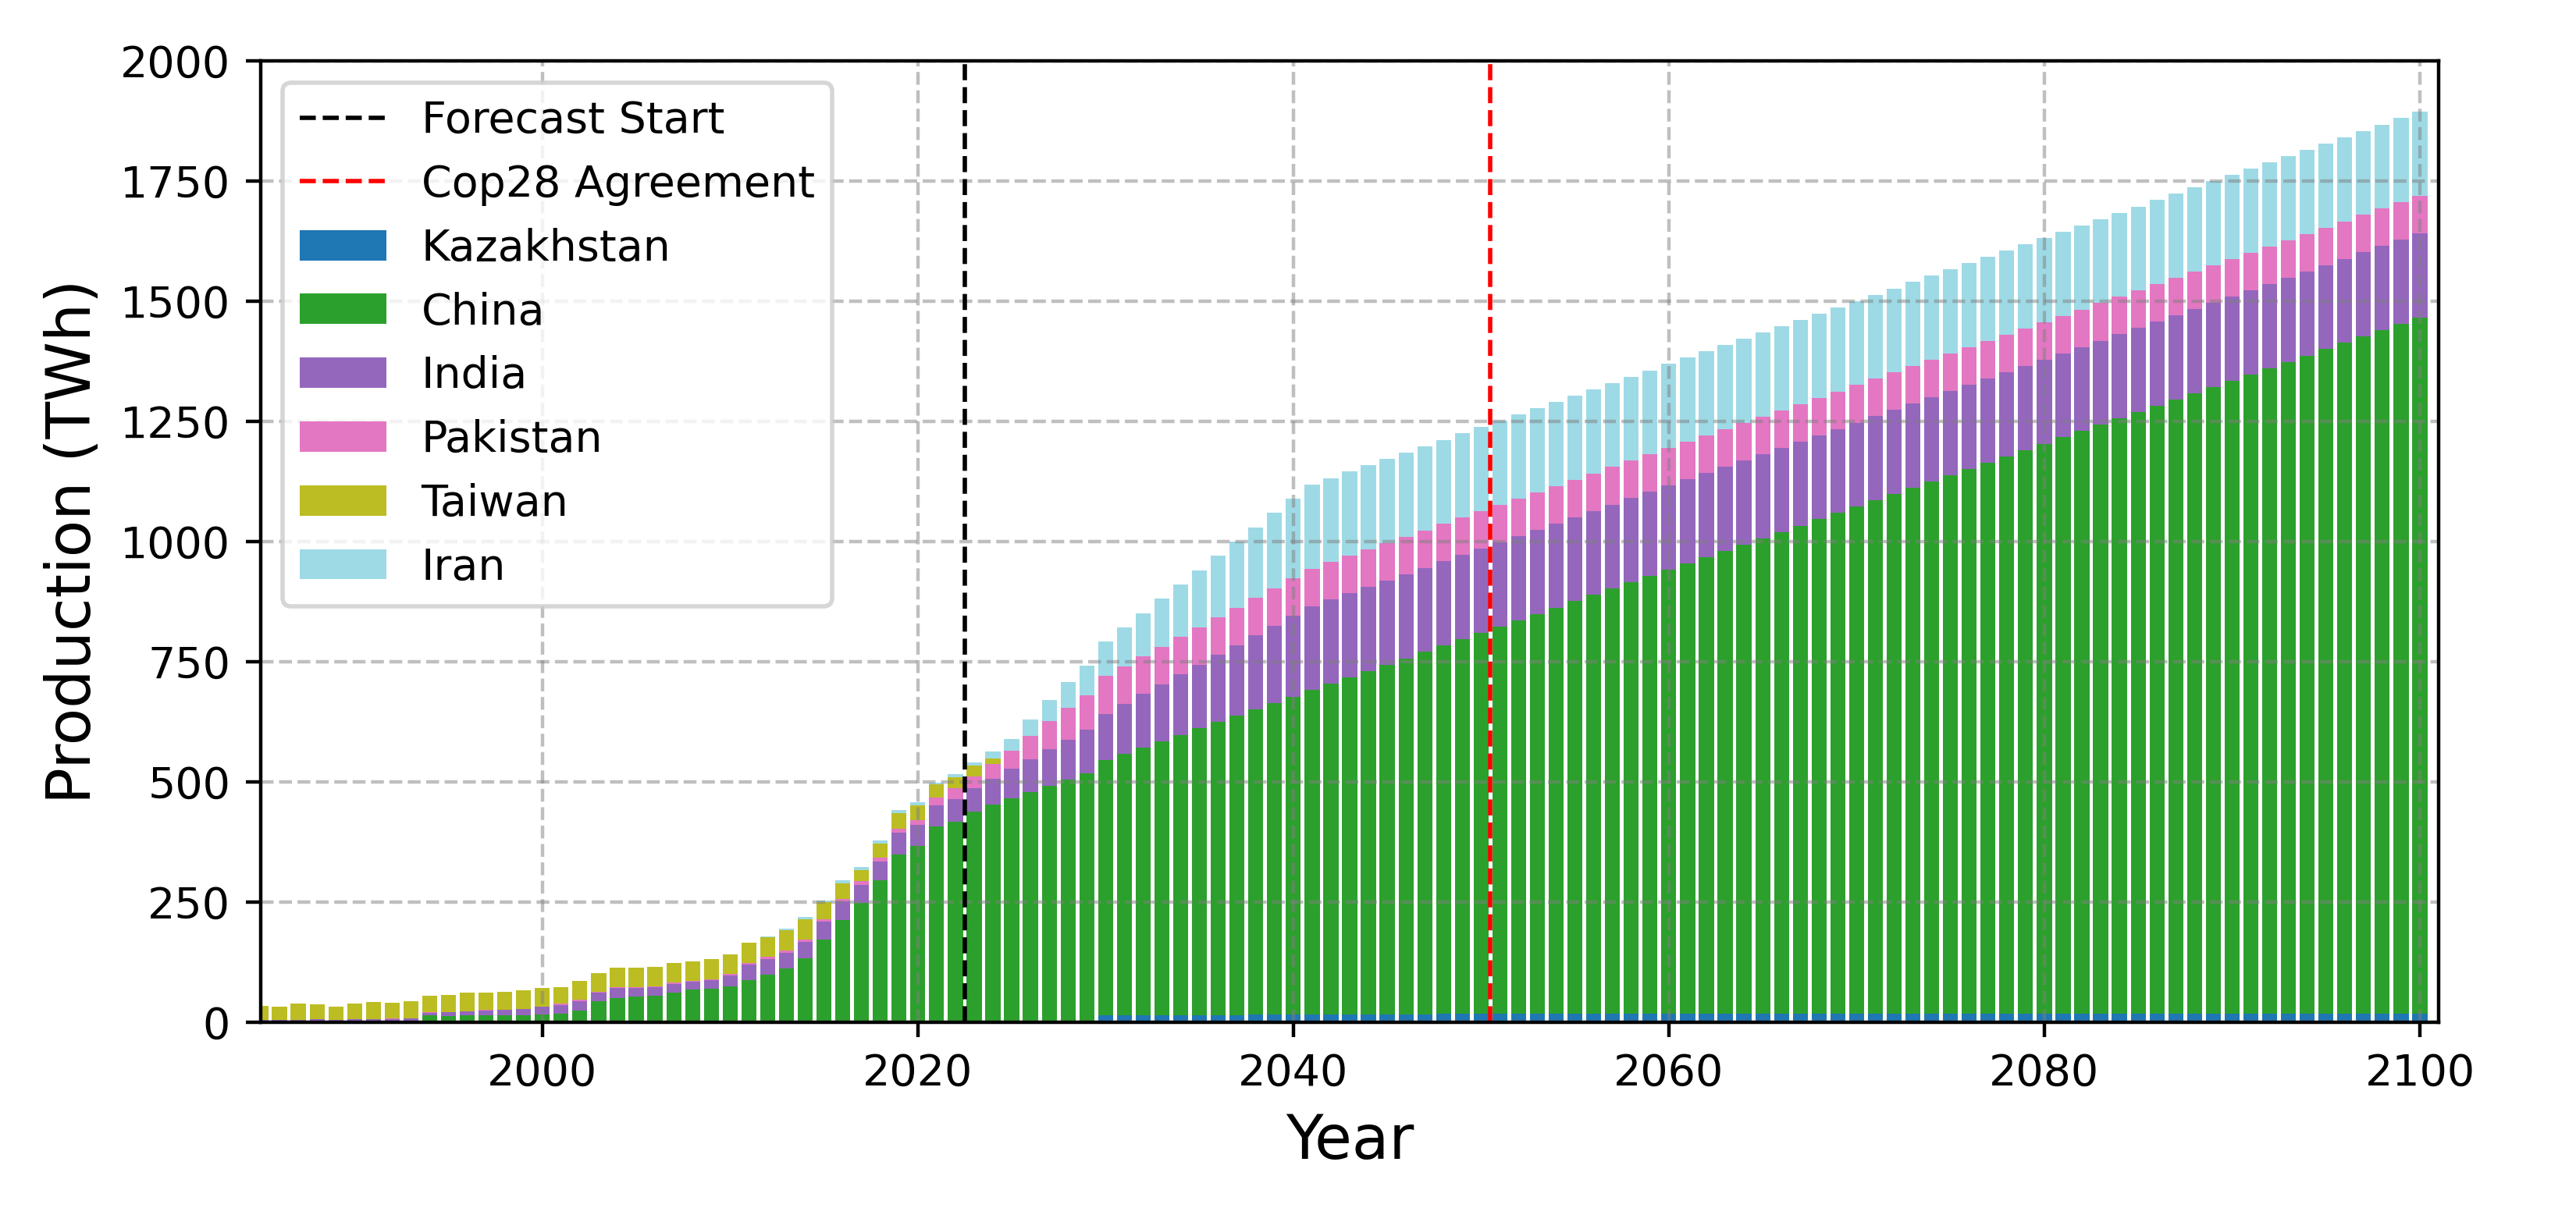 Production (TWh)
2000
1750
1500
1250
1000
750
500
250
0
Forecast Start
Cop28 Agreement
Kazakhstan
China
India
Pakistan
Taiwan
Iran
2000 2020 2040 2060 2080 2100
Year